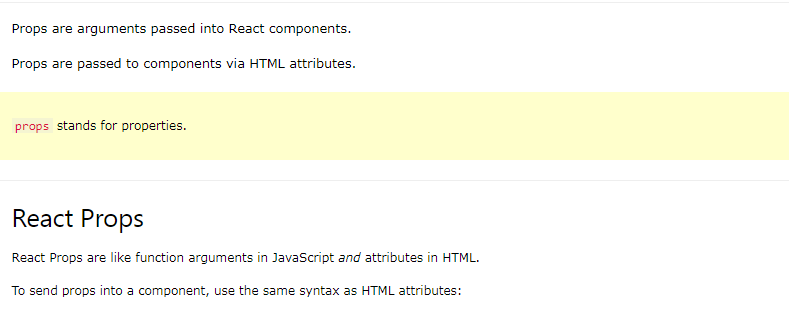 Props are arguments passed into React components.
Props are passed to components via HTML attributes.
props stands for properties.
React Props
React Props are like function arguments in JavaScript and attributes in HTML.
To send props into a component, use the same syntax as HTML attributes: